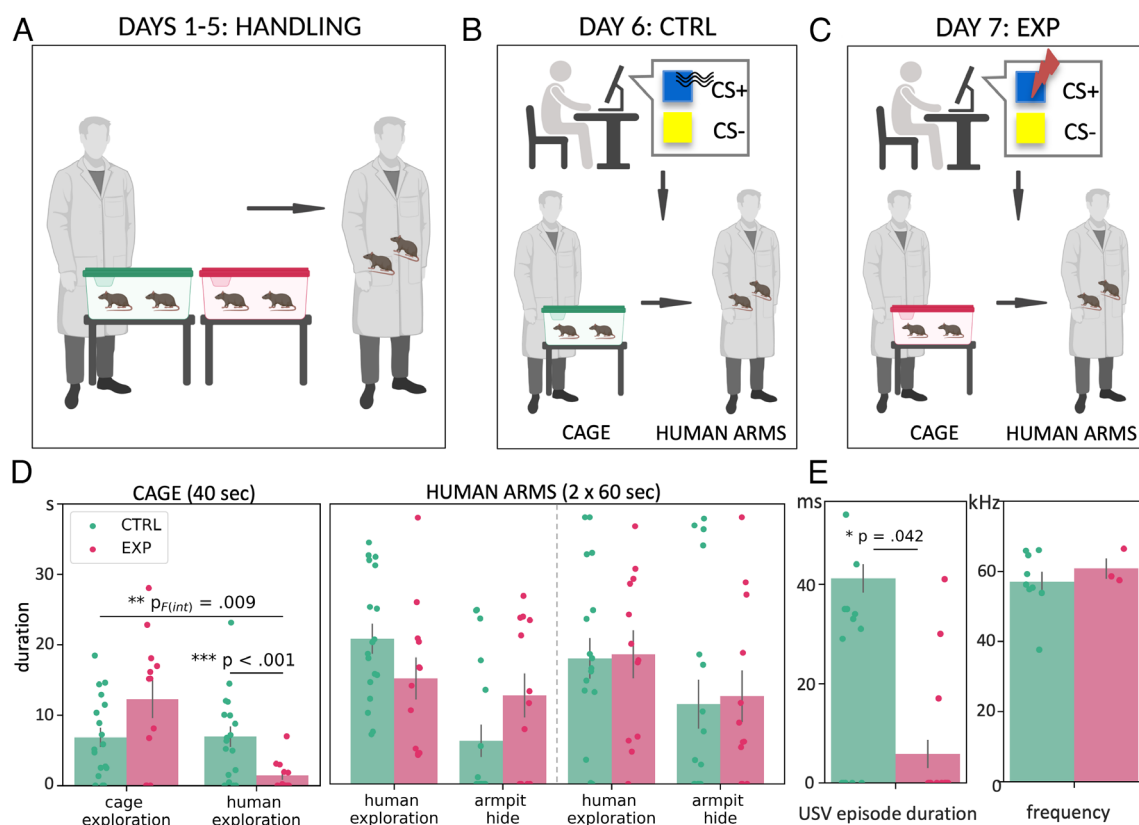 A
DAYS 1-5: HANDLING
B
DAY 6: CTRL
CS+
CS-
CAGE
HUMAN ARMS
C
DAY 7: EXP
CS+
CS-
CAGE
HUMAN ARMS
D
CAGE (40 sec)
HUMAN ARMS (2 x 60 sec)
s
CTRL
EXP
30
20
10
0
duration
** pF(int) = .009
*** p < .001
cage
exploration
human
exploration
human
exploration
armpit
hide
human
exploration
armpit
hide
E
ms
40
0
* p = .042
USV episode duration
kHz
60
40
20
0
frequency